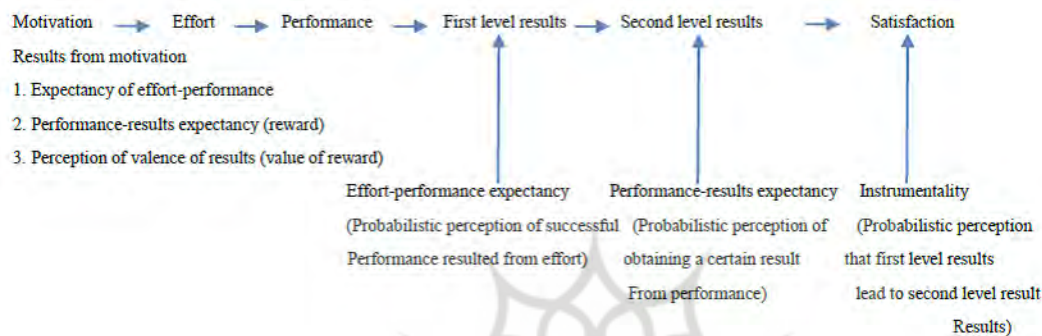 Motivation Effort Performance First level results Second level results Satisfaction
Results from motivation
1. Expectancy of effort-performance
2. Performance-results expectancy (reward)
3. Perception of valence of results (value of reward)
Effort-performance expectancy Performance-results expectancy Instrumentality
(Probabilistic perception of successful (Probabilistic perception of (Probabilistic perception
Performance resulted from effort) obtaining a certain result that first level results
From performance) lead to second level result
Results)